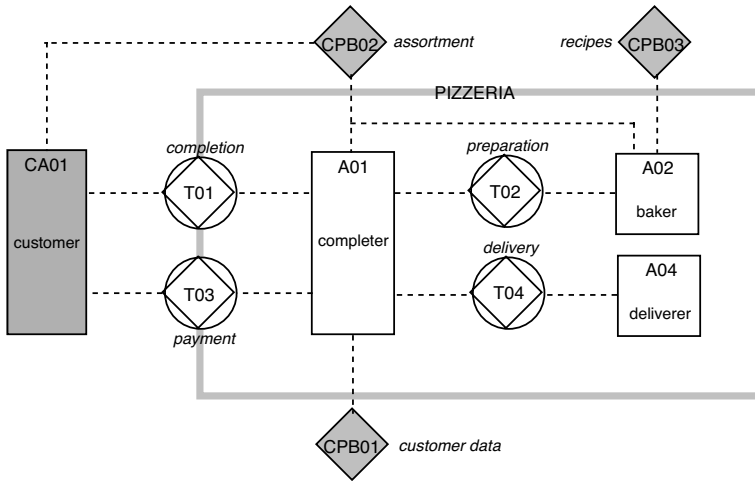 CPB02
assortment
recipes
CPB03
PIZZERIA
completion
preparation
CA01
T01
A01
T02
A02
customer
completer
baker
delivery
T03
T04
A04
deliverer
payment
CPB01
customer data